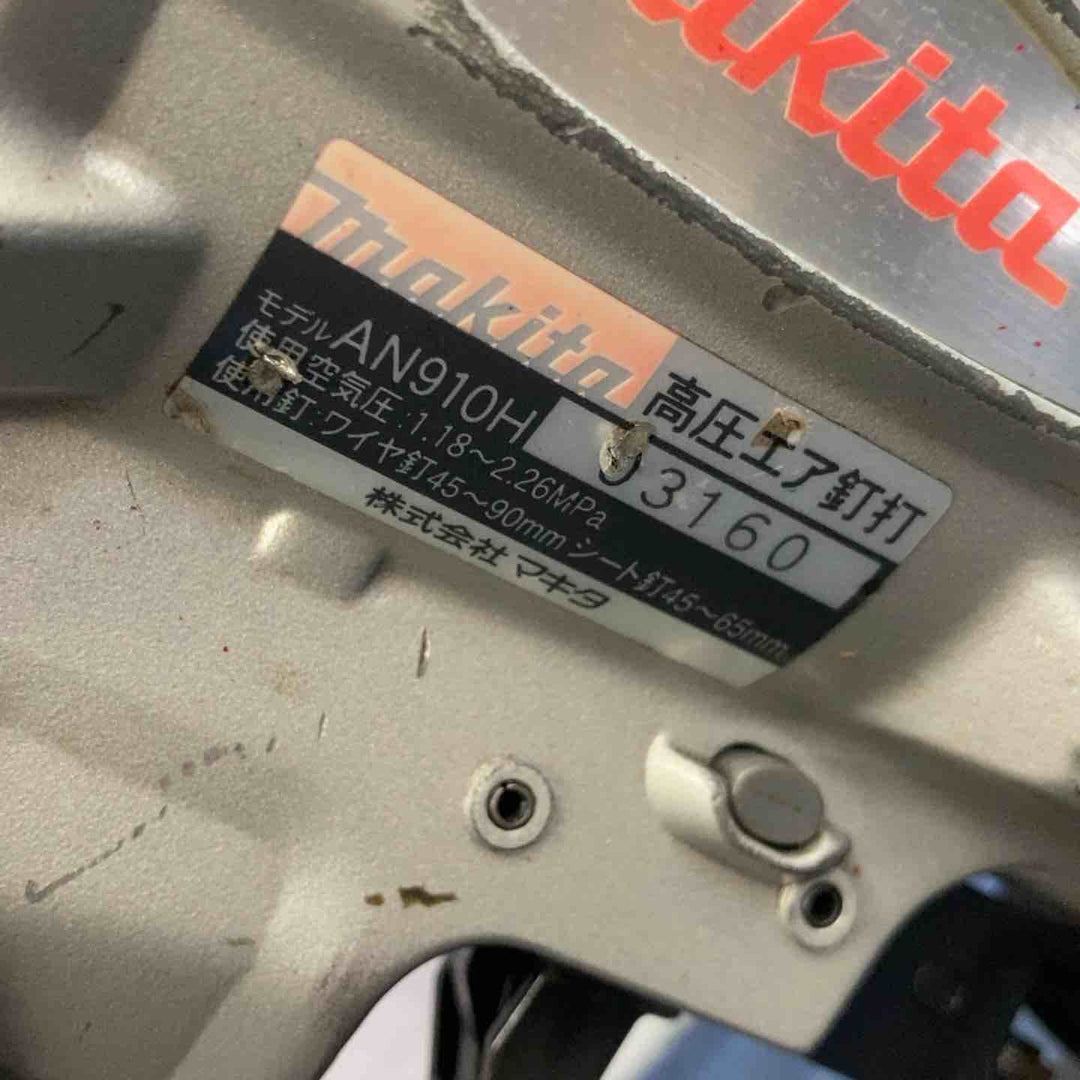 makita
makita
高圧エア釘打
モデル AN910H
03160
使用空気圧:1.18～2.26MPa
使用釘:ワイヤ釘45～90mm シート釘45～65mm
株式会社 マキタ